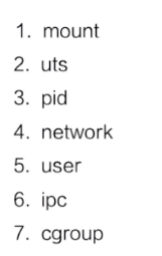 1. mount
2. uts
3. pid
4. network
5. user
6. ipc
7. cgroup